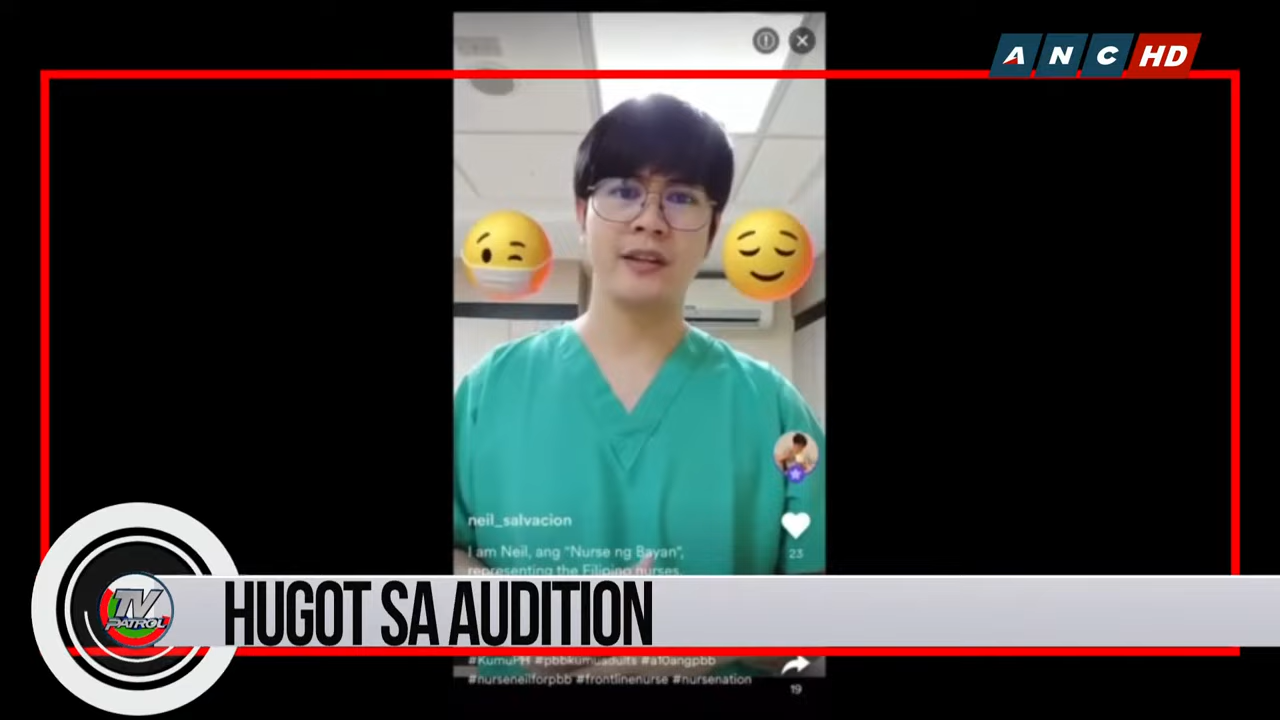 ANC HD
neil_salvacion
I am Neil, ang "Nurse ng Bayan",
representing the Filipino nurses.
23
TV
PATROL
HUGOT SA AUDITION
#KumuPH #pbbkumuadults #a10angpbb
#nurseneilforpbb #frontlinenurse #nursenation
19